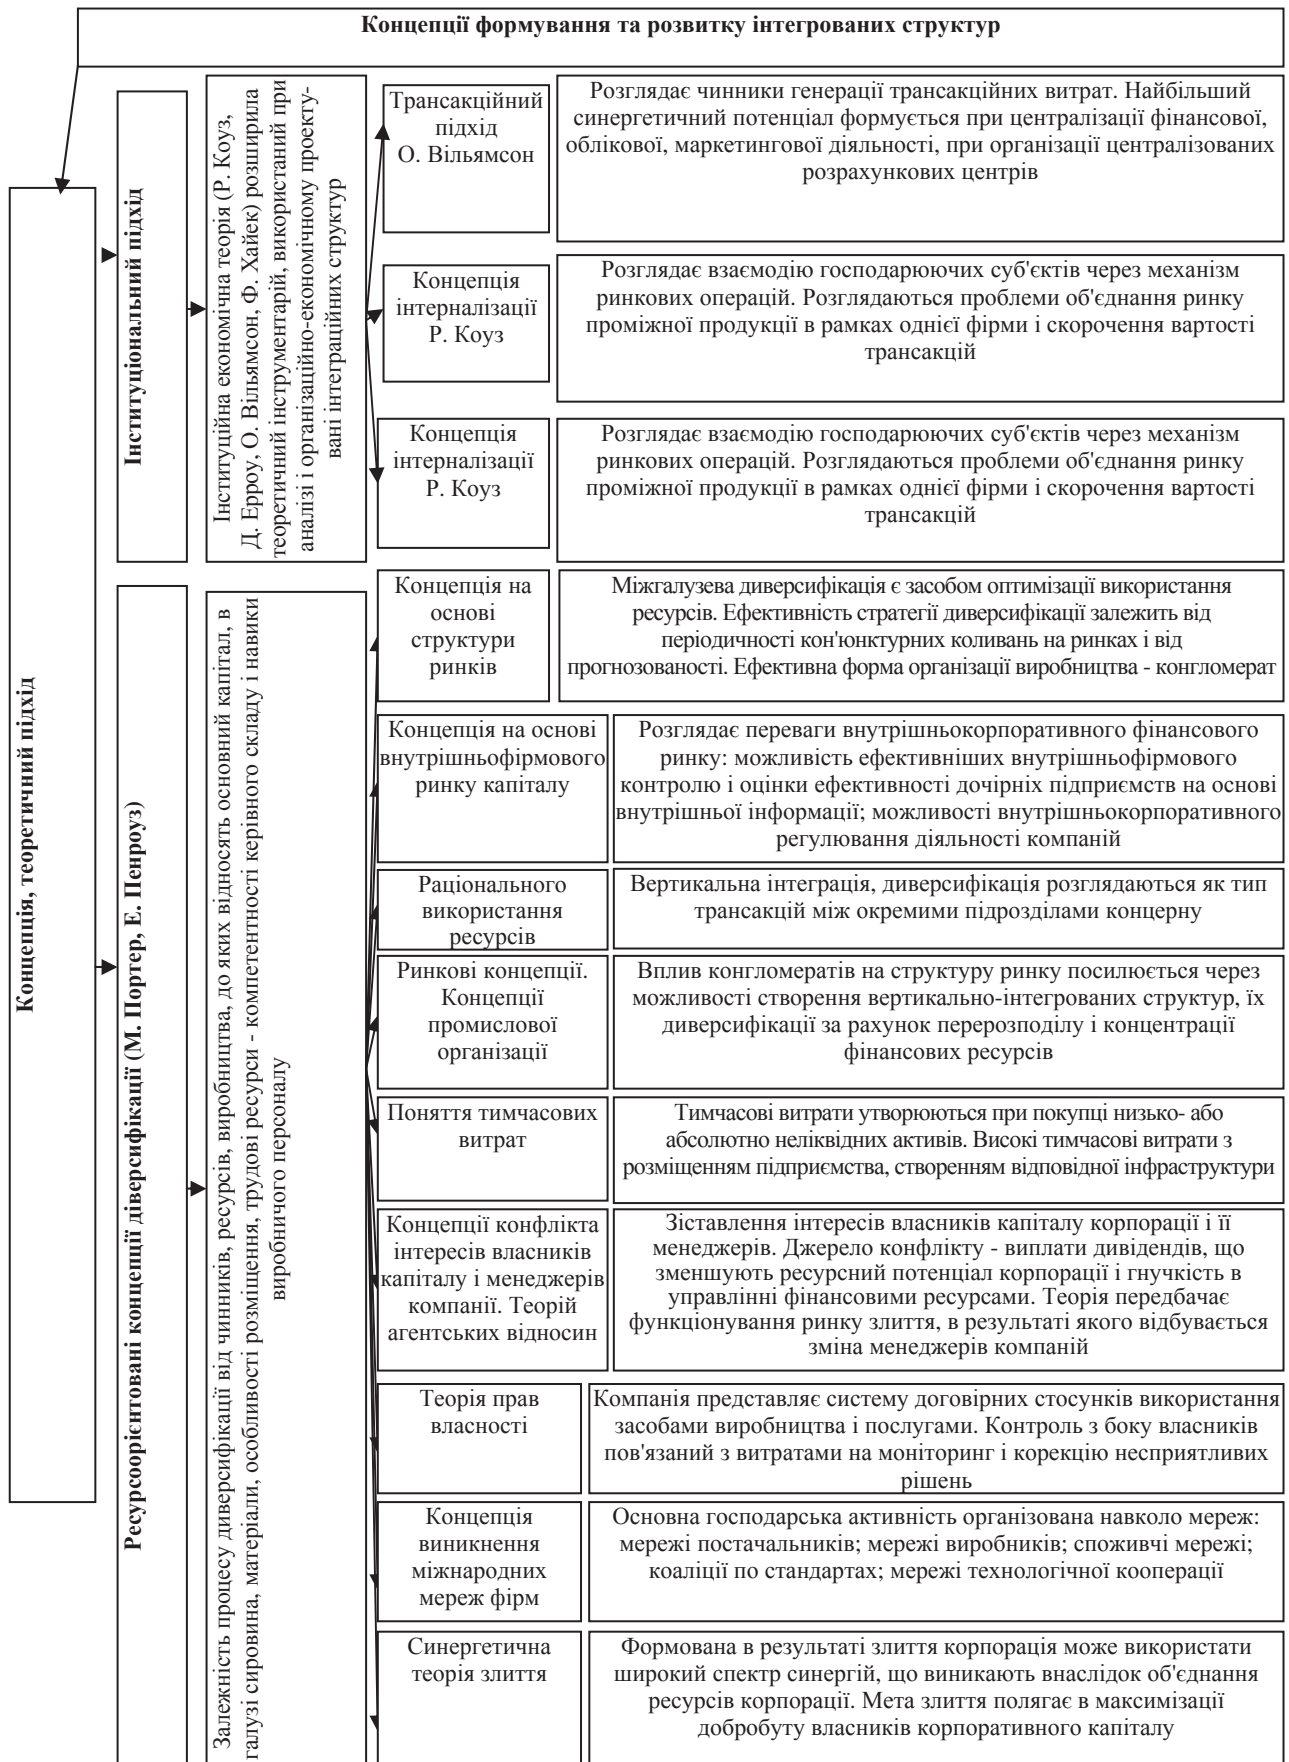 Концепції формування та розвитку інтегрованих структур
Концепція, теоретичний підхід
Інституціональний підхід
Інституційна економічна теорія (Р. Коуз,
Д. Ерроу, О. Вільямсон, Ф. Хайек) розширила
теоретичний інструментарій, використаний при
аналізі і організаційно-економічному проекту-
вані інтеграційних структур
Трансакційний
підхід
О. Вільямсон
Розглядає чинники генерації трансакційних витрат. Найбільший
синергетичний потенціал формується при централізації фінансової,
облікової, маркетингової діяльності, при організації централізованих
розрахункових центрів
Концепція
інтерналізації
Р. Коуз
Розглядає взаємодію господарюючих суб'єктів через механізм
ринкових операцій. Розглядаються проблеми об'єднання ринку
проміжної продукції в рамках однієї фірми і скорочення вартості
трансакцій
Концепція
інтерналізації
Р. Коуз
Розглядає взаємодію господарюючих суб'єктів через механізм
ринкових операцій. Розглядаються проблеми об'єднання ринку
проміжної продукції в рамках однієї фірми і скорочення вартості
трансакцій
Ресурсоорієнтовані концепції діверсифікації (М. Портер, Е. Пенроуз)
Залежність процесу диверсифікації від чинників, ресурсів, виробництва, до яких відносять основний капітал, в
галузі сировина, матеріали, особливості розміщення, трудові ресурси - компетентності керівного складу і навики
виробничого персоналу
Концепція на
основі
структури
ринків
Міжгалузева диверсифікація є засобом оптимізації використання
ресурсів. Ефективність стратегії диверсифікації залежить від
періодичності кон'юнктурних коливань на ринках і від
прогнозованості. Ефективна форма організації виробництва - конгломерат
Концепція на основі
внутрішньофірмового
ринку капіталу
Розглядає переваги внутрішньокорпоративного фінансового
ринку: можливість ефективніших внутрішньофірмового
контролю і оцінки ефективності дочірніх підприємств на основі
внутрішньої інформації; можливості внутрішньокорпоративного
регулювання діяльності компаній
Раціонального
використання
ресурсів
Вертикальна інтеграція, диверсифікація розглядаються як тип
трансакцій між окремими підрозділами концерну
Ринкові концепції.
Концепції
промислової
організації
Вплив конгломератів на структуру ринку посилюється через
можливості створення вертикально-інтегрованих структур, їх
диверсифікації за рахунок перерозподілу і концентрації
фінансових ресурсів
Поняття тимчасових
витрат
Тимчасові витрати утворюються при покупці низько- або
абсолютно неліквідних активів. Високі тимчасові витрати з
розміщенням підприємства, створенням відповідної інфраструктури
Концепції конфлікта
інтересів власників
капіталу і менеджерів
компанії. Теорій
агентських відносин
Зіставлення інтересів власників капіталу корпорації і її
менеджерів. Джерело конфлікту - виплати дивідендів, що
зменшують ресурсний потенціал корпорації і гнучкість в
управлінні фінансовими ресурсами. Теорія передбачає
функціонування ринку злиття, в результаті якого відбувається
зміна менеджерів компаній
Теорія прав
власності
Компанія представляє систему договірних стосунків використання
засобами виробництва і послугами. Контроль з боку власників
пов'язаний з витратами на моніторинг і корекцію несприятливих
рішень
Концепція
виникнення
міжнародних
мереж фірм
Основна господарська активність організована навколо мереж:
мережі постачальників; мережі виробників; споживчі мережі;
коаліції по стандартах; мережі технологічної кооперації
Синергетична
теорія злиття
Формована в результаті злиття корпорація може використати
широкий спектр синергій, що виникають внаслідок об'єднання
ресурсів корпорації. Мета злиття полягає в максимізації
добробуту власників корпоративного капіталу